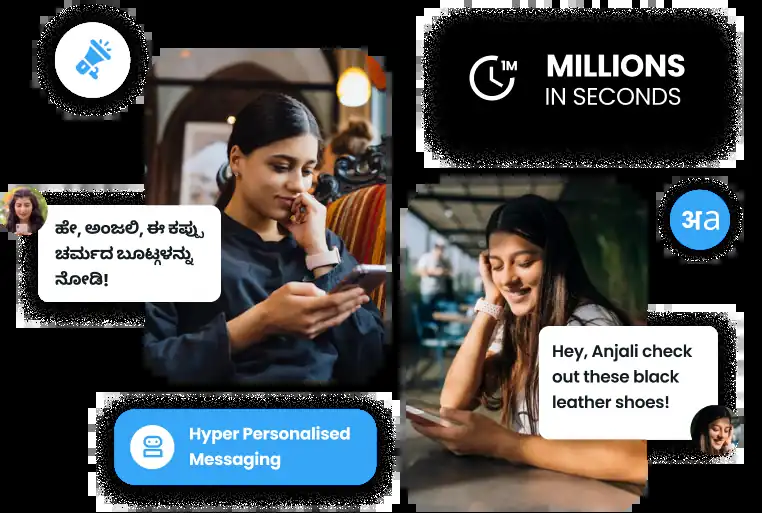 1M
MILLIONS
IN SECONDS
अa
ಹೇ, ಅಂಜಲಿ, ಈ ಕಪ್ಪು
ಚರ್ಮದ ಬೂಟ್ಗಳನ್ನು
ನೋಡಿ!
Hey, Anjali check
out these black
leather shoes!
Hyper Personalised
Messaging